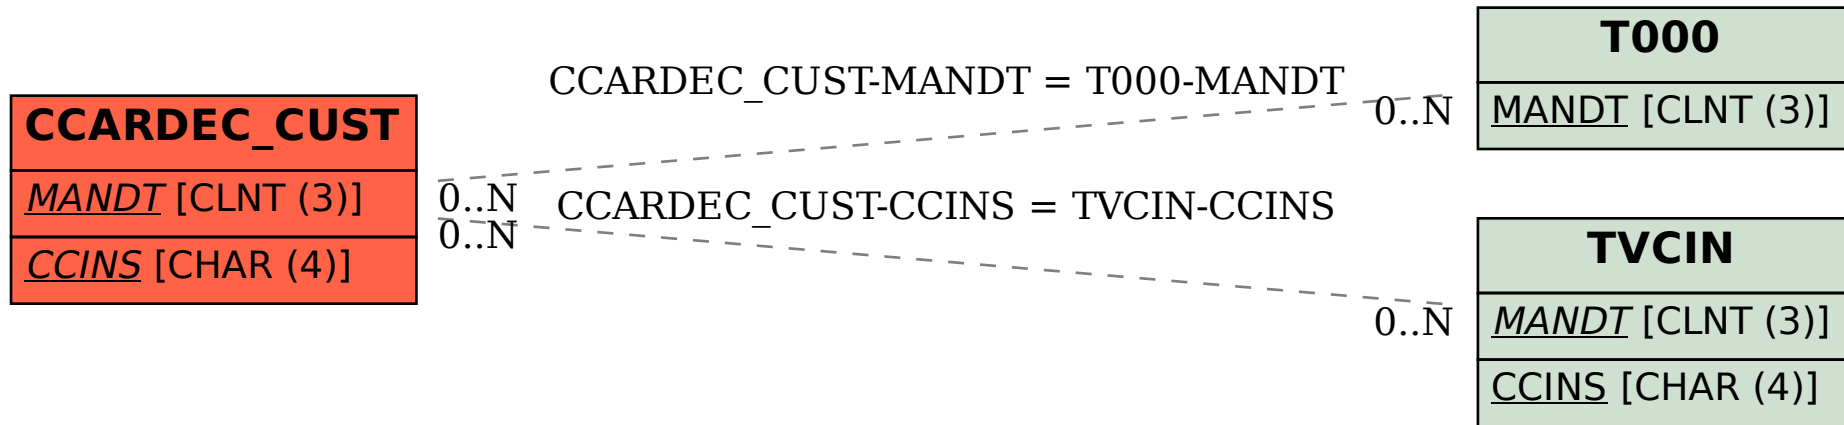 CCARDEC_CUST
MANDT [CLNT (3)]
CCINS [CHAR (4)]
CCARDEC_CUST-MANDT = T000-MANDT
0..N
0..N
CCARDEC_CUST-CCINS = TVCIN-CCINS
0..N
0..N
T000
MANDT [CLNT (3)]
TVCIN
MANDT [CLNT (3)]
CCINS [CHAR (4)]